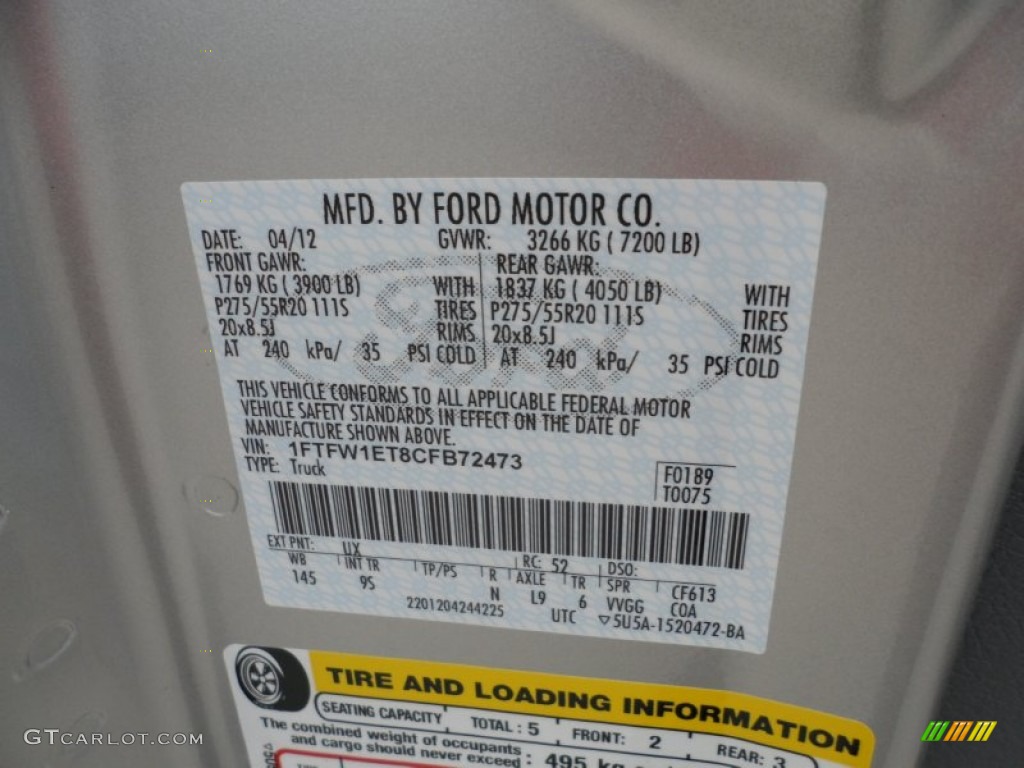 MFD. BY FORD MOTOR CO.
DATE: 04/12 GVWR: 3266 KG ( 7200 LB)
FRONT GAWR: REAR GAWR:
1769 KG ( 3900 LB) WITH 1837 KG ( 4050 LB) WITH
P275/55R20 111S TIRES P275/55R20 111S TIRES
20x8.5J RIMS 20x8.5J RIMS
AT 240 kPa/ 35 PSI COLD AT 240 kPa/ 35 PSI COLD
Ford
THIS VEHICLE CONFORMS TO ALL APPLICABLE FEDERAL MOTOR
VEHICLE SAFETY STANDARDS IN EFFECT ON THE DATE OF
MANUFACTURE SHOWN ABOVE.
VIN: 1FTFW1ET8CFB72473
TYPE: Truck
F0189
T0075
EXT PNT: UX RC: 52 DSO:
WB INT TR TP/PS R AXLE TR SPR CF613
145 9S N L9 6 VVGG COA
2201204244225 UTC ▽5U5A-1520472-BA
TIRE AND LOADING INFORMATION
SEATING CAPACITY TOTAL : 5 FRONT: 2 REAR: 3
The combined weight of occupants
and cargo should never exceed : 495 kg
GTCarlot.com